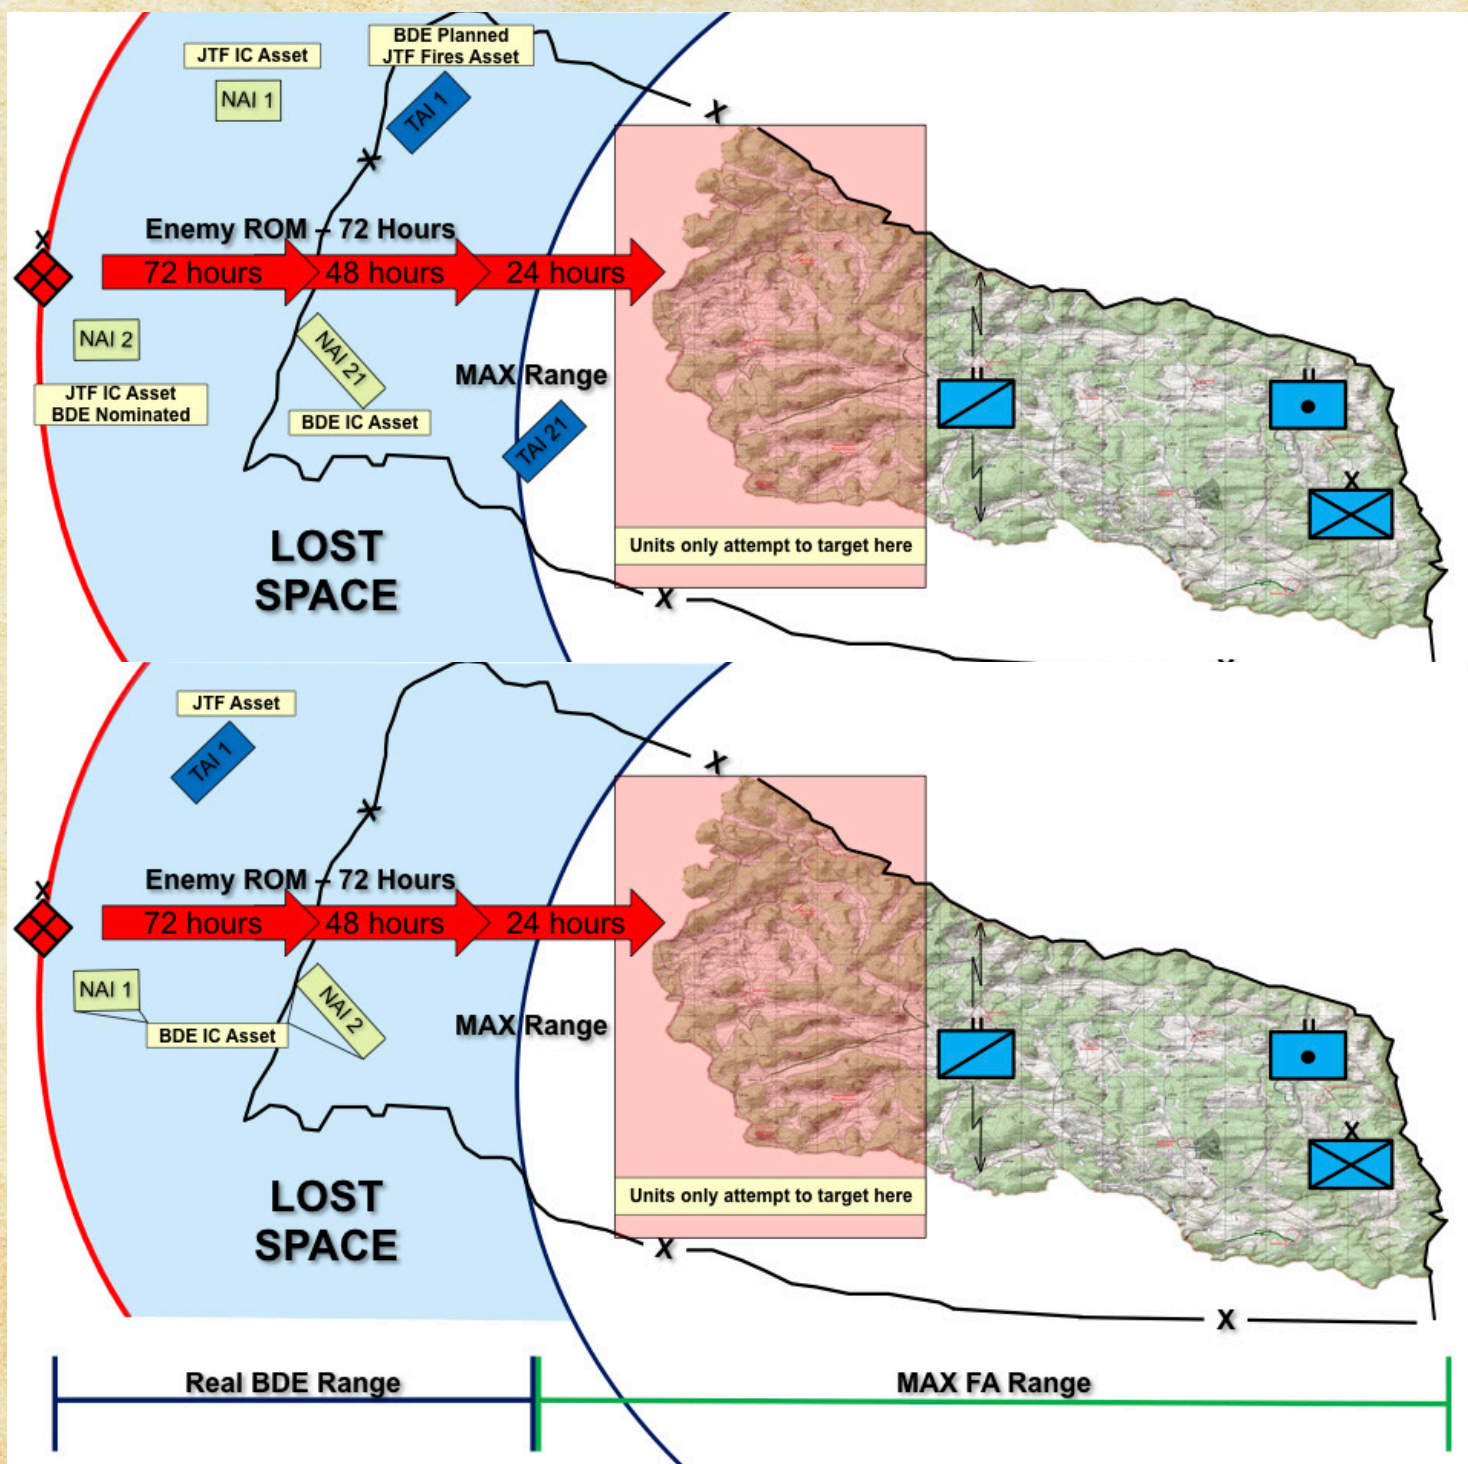 JTF IC Asset
NAI 1
BDE Planned
JTF Fires Asset
TAI 1
X
X
Enemy ROM – 72 Hours
X
72 hours
48 hours
24 hours
NAI 2
JTF IC Asset
BDE Nominated
NAI 21
BDE IC Asset
MAX Range
TAI 21
X
LOST
SPACE
Units only attempt to target here
X
X
JTF Asset
TAI 1
X
X
Enemy ROM – 72 Hours
X
72 hours
48 hours
24 hours
NAI 1
BDE IC Asset
NAI 2
MAX Range
X
LOST
SPACE
Units only attempt to target here
X
X
Real BDE Range
MAX FA Range